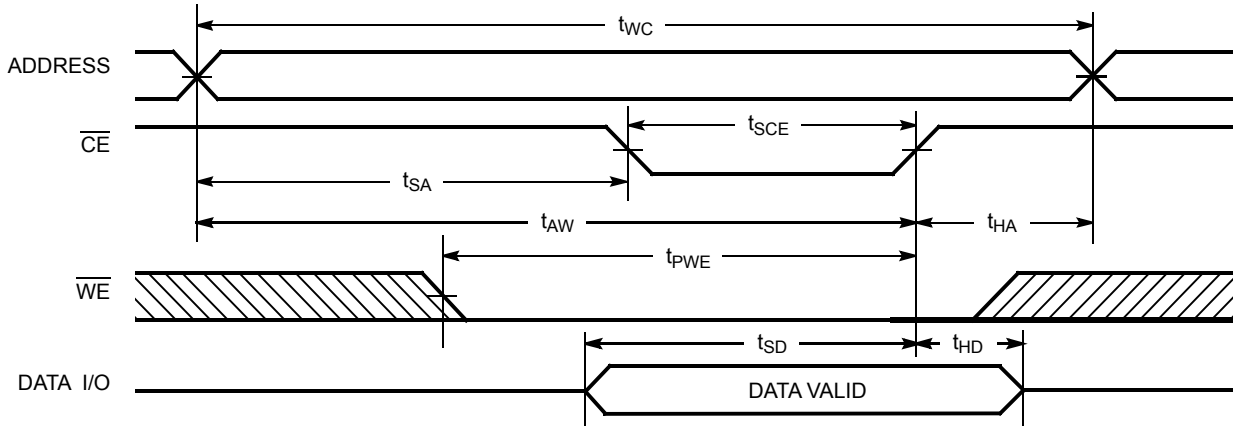 tWC
ADDRESS
CE
tSCE
tSA
tAW
tHA
tPWE
WE
tSD
tHD
DATA I/O
DATA VALID